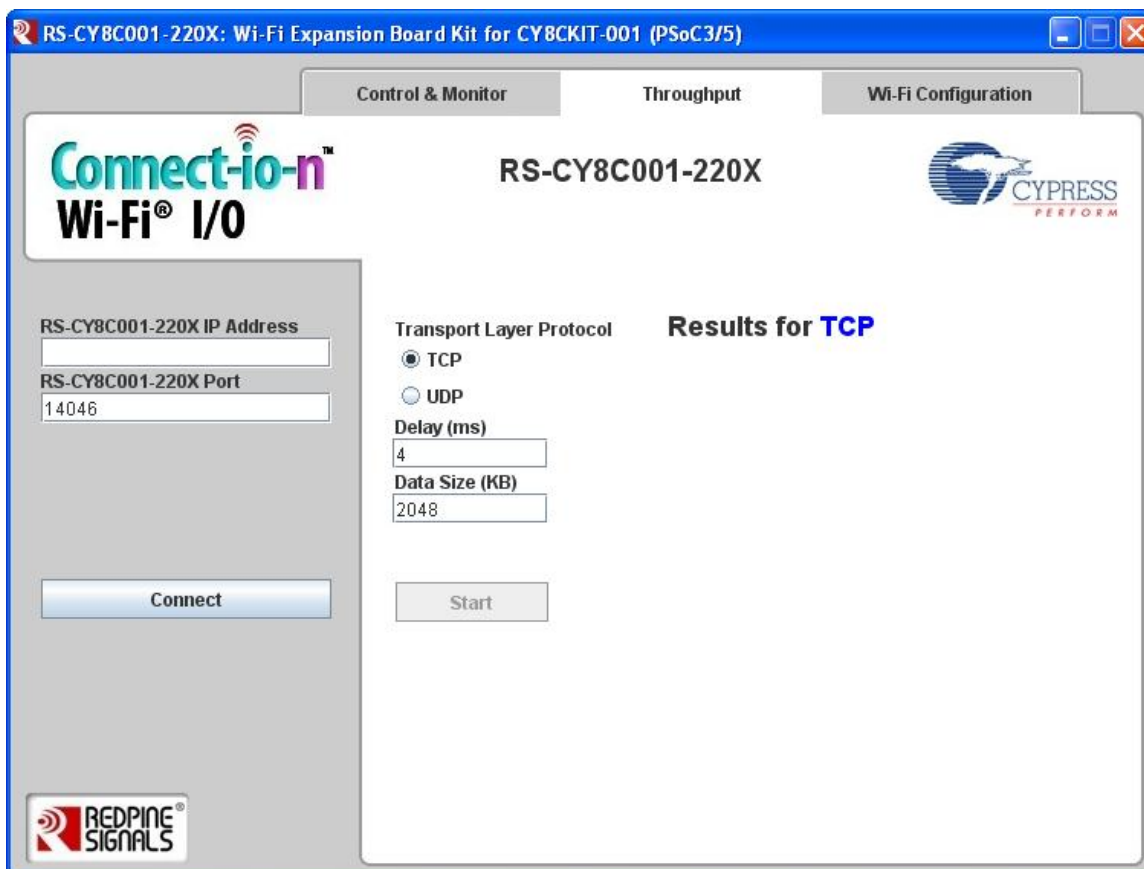 RS-CY8C001-220X: Wi-Fi Expansion Board Kit for CY8CKIT-001 (PSoC3/5)
Control & Monitor
Throughput
Wi-Fi Configuration
Connect-io-n™
Wi-Fi® I/O
RS-CY8C001-220X
CYPRESS
PERFORM
RS-CY8C001-220X IP Address
RS-CY8C001-220X Port
14046
Connect
Transport Layer Protocol
TCP
UDP
Delay (ms)
4
Data Size (KB)
2048
Start
Results for TCP
REDPINE®
SIGNALS